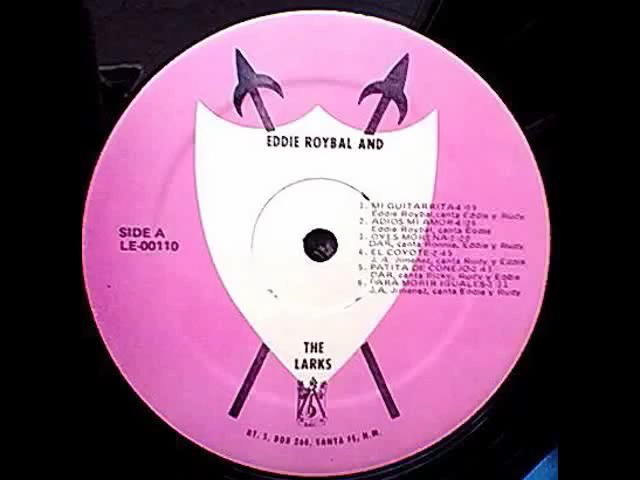 EDDIE ROYBAL AND
SIDE A
LE-00110
1. MI GUITARRITA
Eddie Roybal, canta Eddie y Rudy
2. ADIOS MI AMOR
Eddie Roybal, canta Eddie
3. OYES MORENA
DAR, canta Ronnie, Eddie y Rudy
4. EL COYOTE
J. A. Jimenez, canta Rudy y Eddie
5. PATITA DE CONEJO
DAR, canta Ricky, Rudy y Eddie
6. PARA MORIR IGUALES
J.A. Jimenez, canta Eddie y Rudy
THE
LARKS
RT. 5, BOX SANTA FE, N.M.